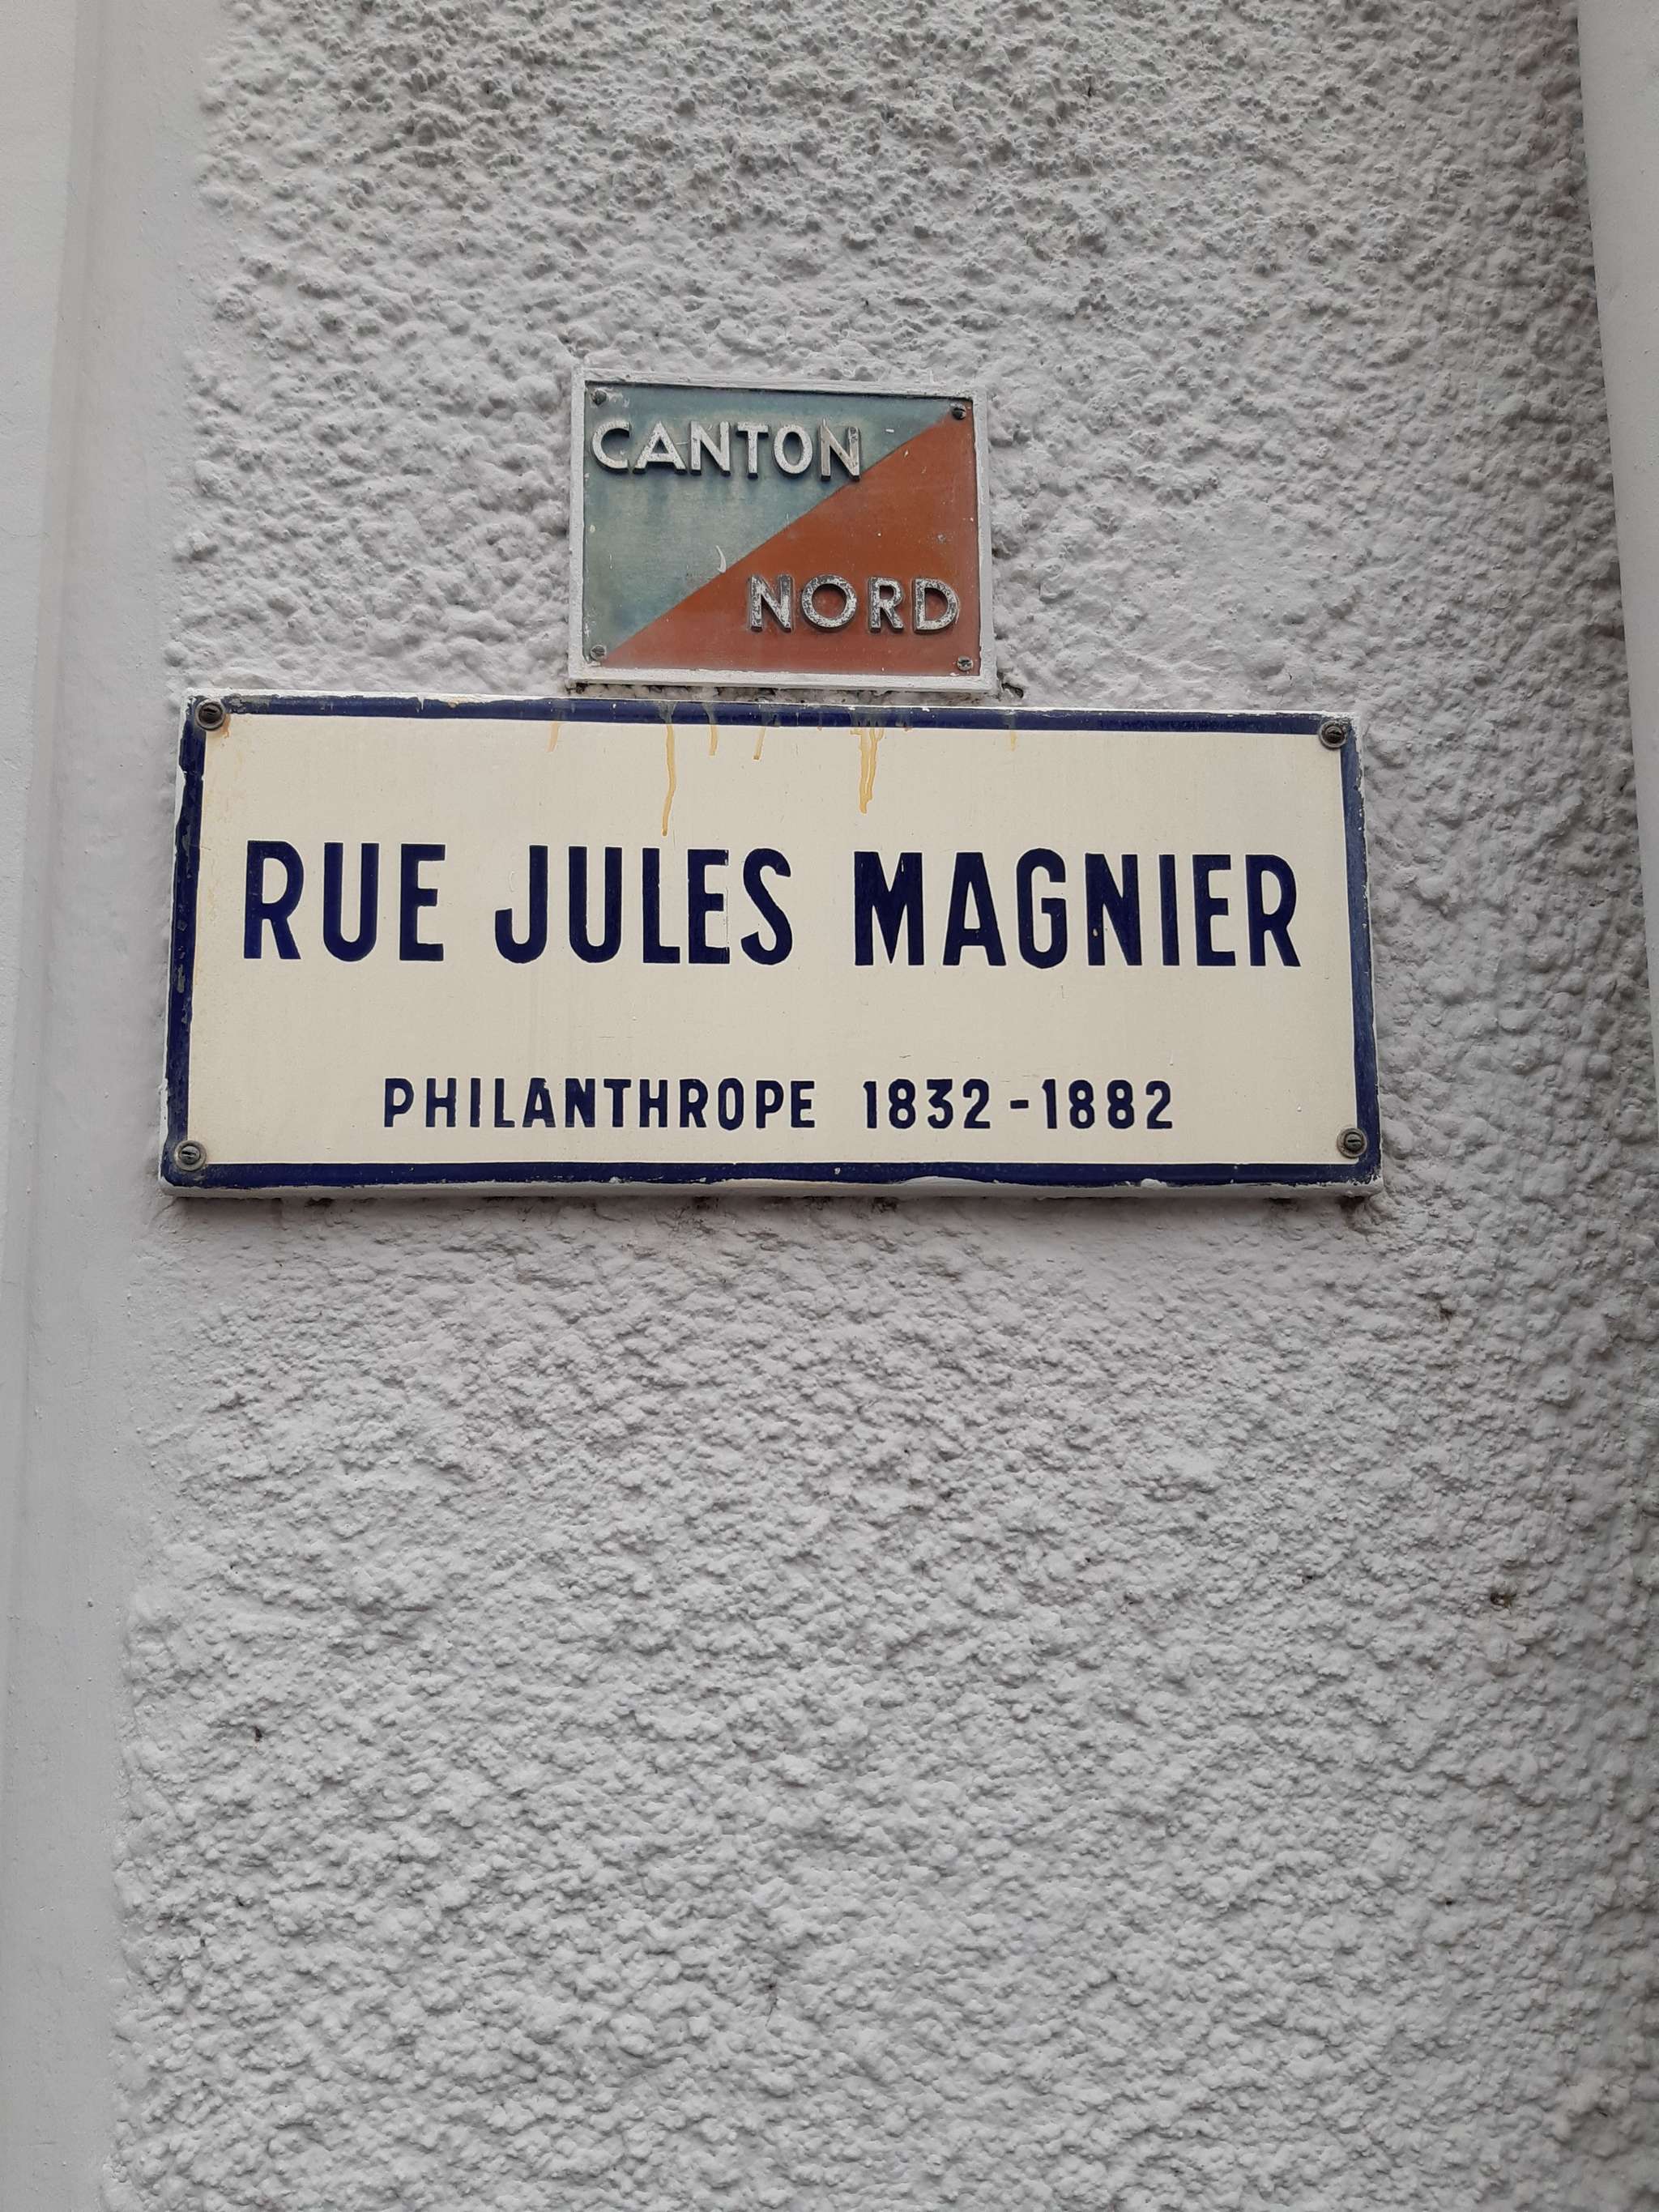 CANTON
NORD
RUE JULES MAGNIER
PHILANTHROPE 1832-1882